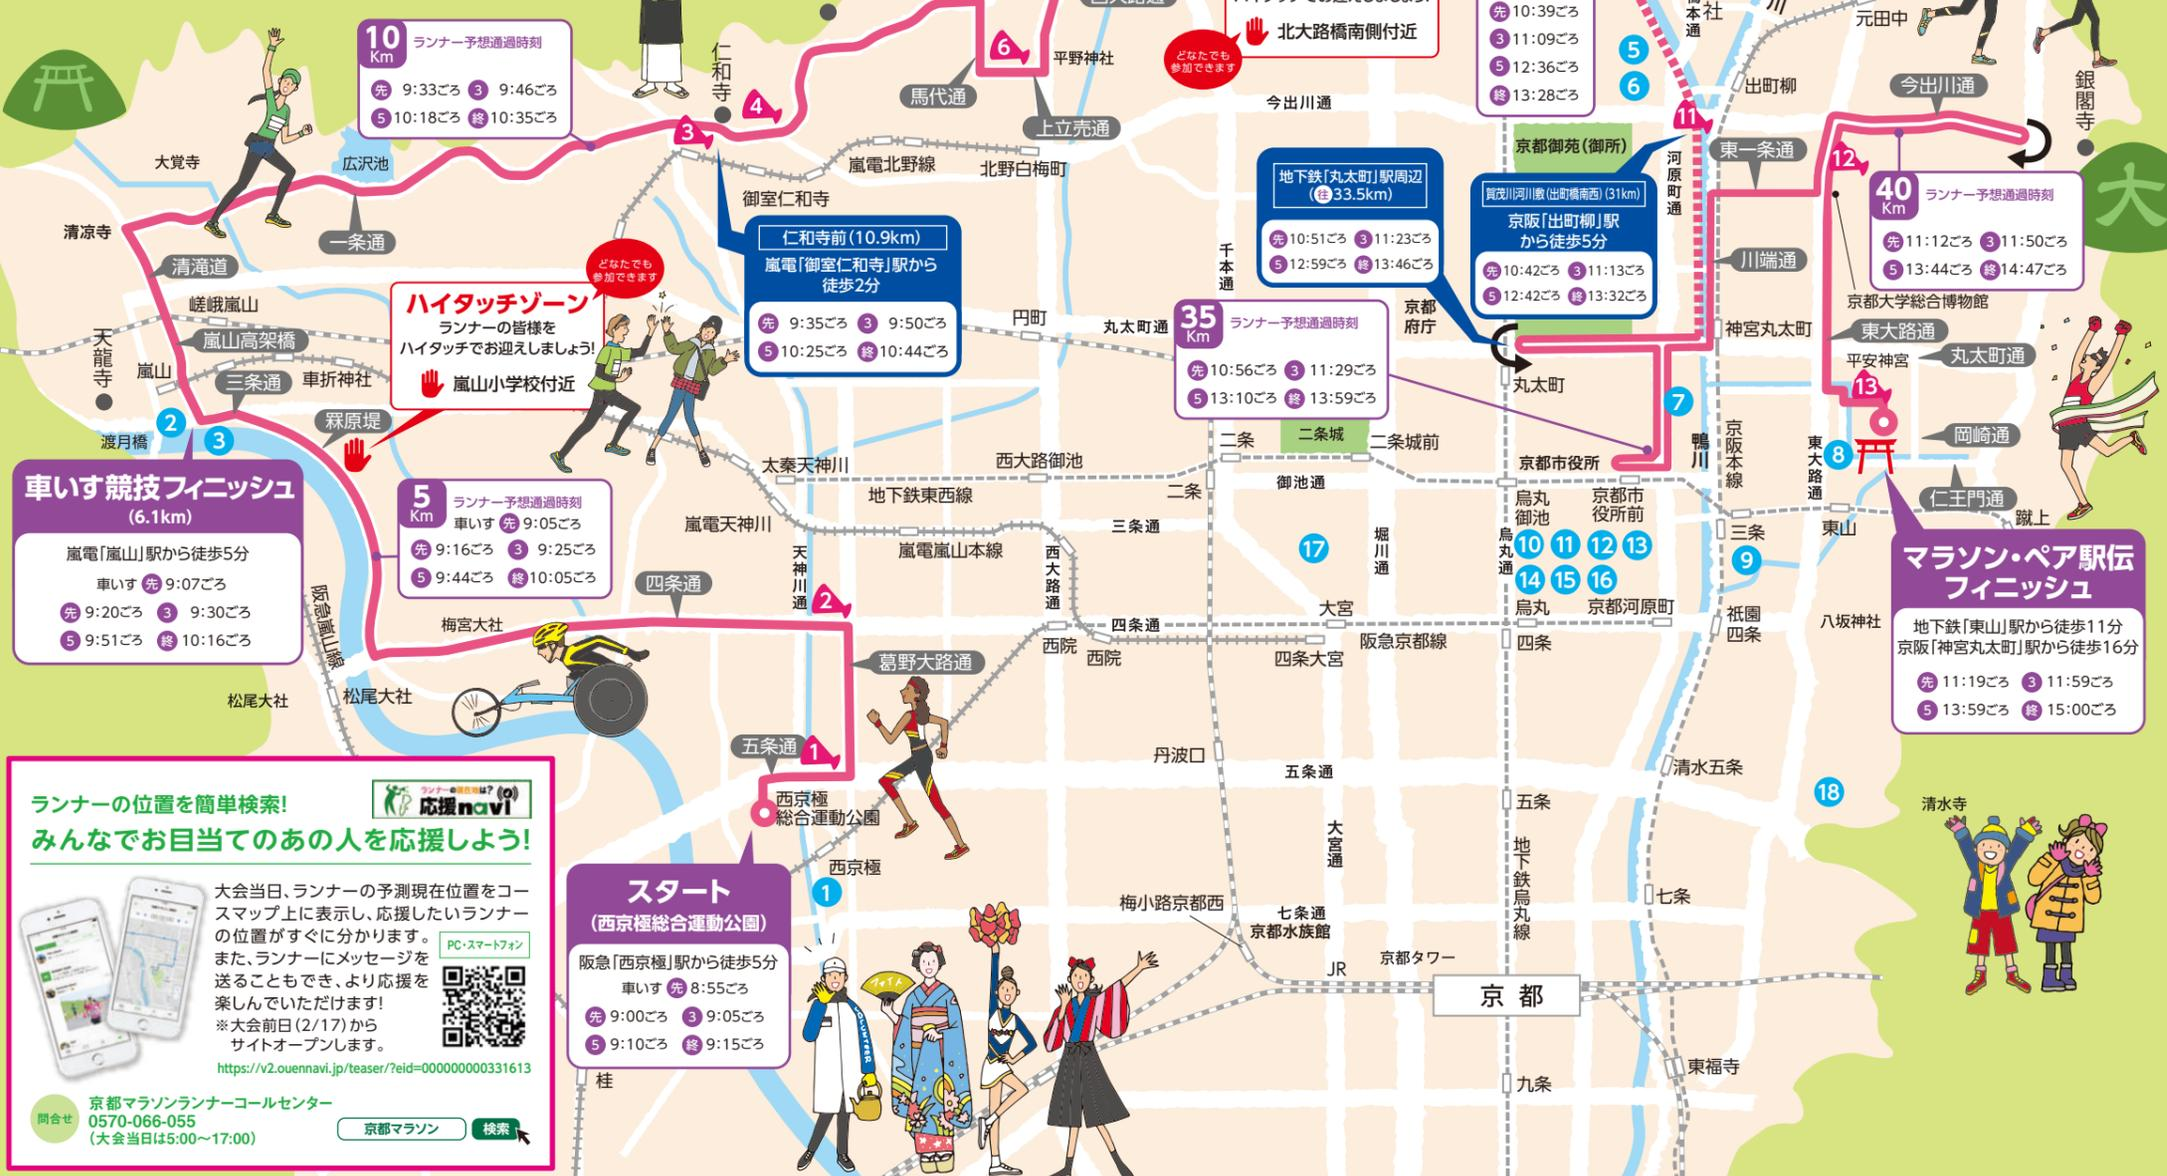 10
Km
ランナー予想通過時刻
先 9:33ごろ 3 9:46ごろ
5 10:18ごろ 終 10:35ごろ
仁和寺
6
平野神社
馬代通
上立売通
どなたでも
参加できます
北大路橋南側付近
先 10:39ごろ
3 11:09ごろ
5 12:36ごろ
終 13:28ごろ
5
6
元田中
出町柳
今出川通
銀閣寺
大
大覚寺
広沢池
3
4
嵐電北野線
北野白梅町
御室仁和寺
今出川通
京都御苑(御所)
11
河原町通
東一条通
12
40
Km
ランナー予想通過時刻
先 11:12ごろ 3 11:50ごろ
5 13:44ごろ 終 14:47ごろ
京都大学総合博物館
地下鉄「丸太町」駅周辺
(往33.5km)
先 10:51ごろ 3 11:23ごろ
5 12:59ごろ 終 13:46ごろ
賀茂川河川敷(出町橋南西)(31km)
京阪「出町柳」駅
から徒歩5分
先 10:42ごろ 3 11:13ごろ
5 12:42ごろ 終 13:32ごろ
清凉寺
一条通
清滝道
嵯峨嵐山
嵐山高架橋
天龍寺
嵐山
三条通
車折神社
罧原堤
渡月橋
2
3
どなたでも
参加できます
ハイタッチゾーン
ランナーの皆様を
ハイタッチでお迎えしましょう!
嵐山小学校付近
仁和寺前(10.9km)
嵐電「御室仁和寺」駅から
徒歩2分
先 9:35ごろ 3 9:50ごろ
5 10:25ごろ 終 10:44ごろ
円町
丸太町通
千本通
京都
府庁
35
Km
ランナー予想通過時刻
先 10:56ごろ 3 11:29ごろ
5 13:10ごろ 終 13:59ごろ
丸太町
川端通
神宮丸太町
東大路通
平安神宮
丸太町通
13
7
鴨川
京阪本線
東大路通
8
岡崎通
仁王門通
蹴上
東山
二条
二条城
二条城前
京都市役所
御池通
二条
烏丸
御池
京都市
役所前
三条
9
太秦天神川
西大路御池
地下鉄東西線
嵐電天神川
嵐電嵐山本線
三条通
天神川通
西大路通
17
堀川通
烏丸通
10 11 12 13
14 15 16
車いす競技フィニッシュ
(6.1km)
嵐電「嵐山」駅から徒歩5分
車いす 先 9:07ごろ
先 9:20ごろ 3 9:30ごろ
5 9:51ごろ 終 10:16ごろ
5
Km
ランナー予想通過時刻
車いす 先 9:05ごろ
先 9:16ごろ 3 9:25ごろ
5 9:44ごろ 終 10:05ごろ
阪急嵐山線
四条通
2
梅宮大社
松尾大社
松尾大社
葛野大路通
西院
西院
四条通
大宮
四条大宮
阪急京都線
烏丸
四条
京都河原町
祇園
四条
八坂神社
マラソン・ペア駅伝
フィニッシュ
地下鉄「東山」駅から徒歩11分
京阪「神宮丸太町」駅から徒歩16分
先 11:19ごろ 3 11:59ごろ
5 13:59ごろ 終 15:00ごろ
五条通
1
西京極
総合運動公園
西京極
1
丹波口
五条通
五条
清水五条
18
清水寺
大宮通
地下鉄烏丸線
スタート
(西京極総合運動公園)
阪急「西京極」駅から徒歩5分
車いす 先 8:55ごろ
先 9:00ごろ 3 9:05ごろ
5 9:10ごろ 終 9:15ごろ
桂
ファイト
VOLUNTEER
梅小路京都西
七条通
京都水族館
七条
JR
京都タワー
京都
東福寺
九条
ランナーの位置を簡単検索!
ランナーの現在地は?
応援navi
みんなでお目当てのあの人を応援しよう!
大会当日、ランナーの予測現在位置をコー
スマップ上に表示し、応援したいランナー
の位置がすぐに分かります。
また、ランナーにメッセージを
送ることもでき、より応援を
楽しんでいただけます!
※大会前日(2/17)から
サイトオープンします。
PC・スマートフォン
https://v2.ouennavi.jp/teaser/?eid=000000000331613
問合せ
京都マラソンランナーコールセンター
0570-066-055
(大会当日は5:00〜17:00)
京都マラソン
検索